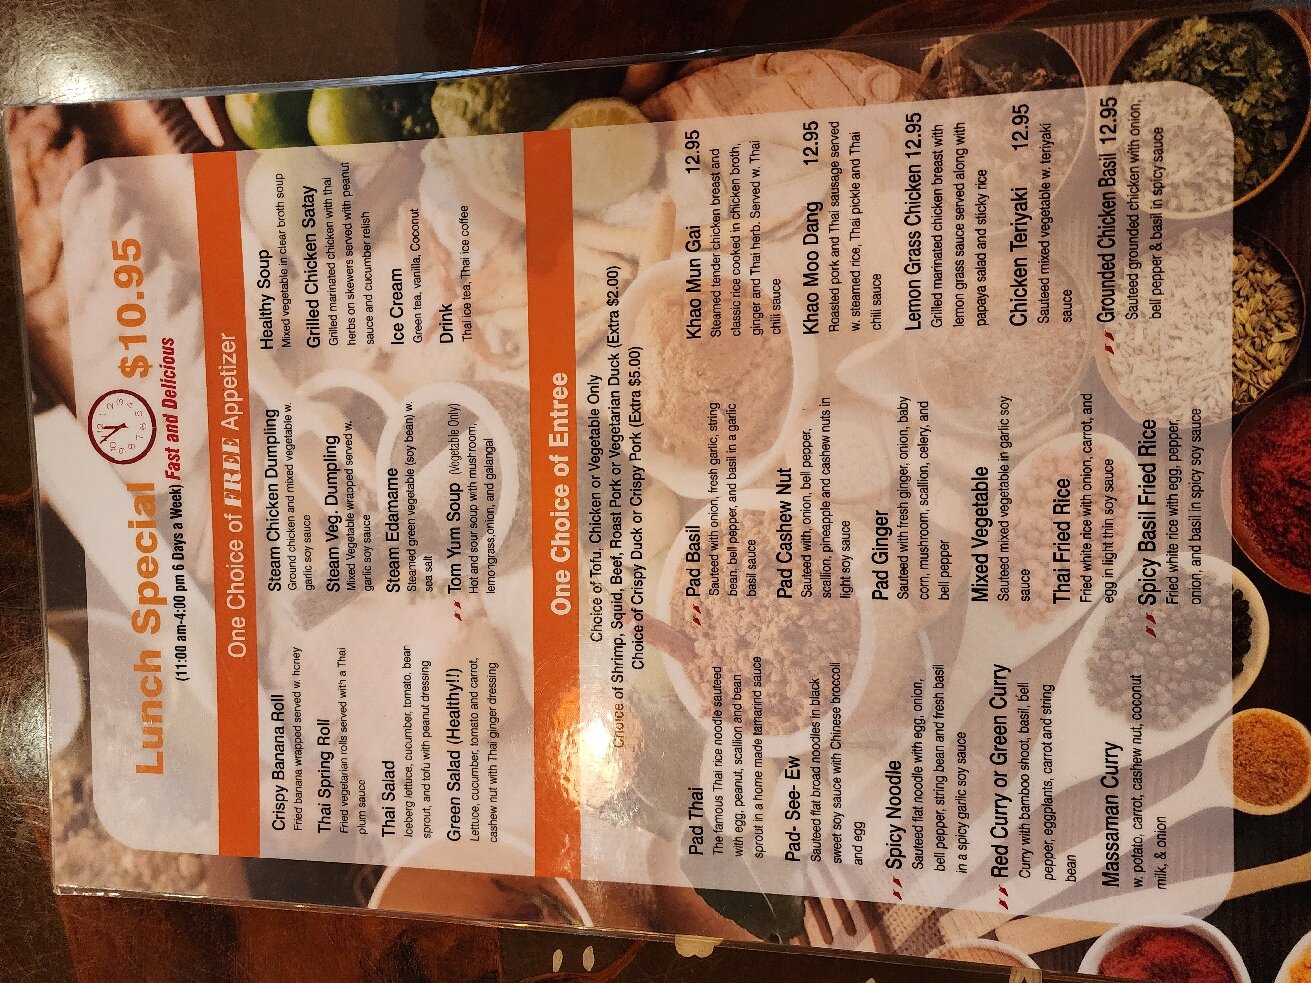 Lunch Special $10.95
(11:00 am-4:00 pm 6 Days a Week) Fast and Delicious
One Choice of FREE Appetizer
Crispy Banana Roll
Fried banana wrapped served w. honey
Thai Spring Roll
Fried vegetarian rolls served with a Thai
plum sauce
Thai Salad
Iceberg lettuce, cucumber, tomato, bean
sprout, and tofu with peanut dressing
Green Salad (Healthy!!)
Lettuce, cucumber, tomato and carrot,
cashew nut with Thai ginger dressing
Steam Chicken Dumpling
Ground chicken and mixed vegetable w.
garlic soy sauce
Steam Veg. Dumpling
Mixed Vegetable wrapped served w.
garlic soy sauce
Steam Edamame
Steamed green vegetable (soy bean) w.
spa salt
Tom Yum Soup (Vegetable Only)
Hot and sour soup with mushroom,
lemongrass,onion, and galangal
Healthy Soup
Mixed vegetable in clear broth soup
Grilled Chicken Satay
Grilled marinated chicken with thai
herbs on skewers served with peanut
sauce and cucumber relish
Ice Cream
Green tea, vanilla, Coconut
Drink
Thai ice tea, Thai ice coffee
One Choice of Entree
Choice of Tofu, Chicken or Vegetable Only
Choice of Shrimp, Squid, Beef, Roast Pork or Vegetarian Duck (Extra $2.00)
Choice of Crispy Duck or Crispy Pork (Extra $5.00)
Pad Thai
The famous Thai rice noodle sauteed
with egg, peanut, scallion and bean
sprout in a home made tamarind sauce
Pad- See- Ew
Sauteed flat broad noodles in black
sweet soy sauce with Chinese broccoli
and egg
Spicy Noodle
Sauteed flat noodle with egg, onion,
bell pepper, string bean and fresh basil
in a spicy garlic soy sauce
Red Curry or Green Curry
Curry with bamboo shoot, basil, bell
pepper, eggplants, carrot and string
bean
Massaman Curry
w. potato, carrot, cashew nut, coconut
milk, & onion
Pad Basil
Sauteed with onion, fresh garlic, string
bean, bell pepper, and basil in a garlic
basil sauce
Pad Cashew Nut
Sauteed with onion, bell pepper,
scallion, pineapple and cashew nuts in
light soy sauce
Pad Ginger
Sauteed with fresh ginger, onion, baby
corn, mushroom, scallion, celery, and
bell pepper
Mixed Vegetable
Sauteed mixed vegetable in garlic soy
sauce
Thai Fried Rice
Fried white rice with onion, carrot, and
egg in light thin soy sauce
Spicy Basil Fried Rice
Fried white rice with egg, pepper,
onion, and basil in spicy soy sauce
Khao Mun Gai 12.95
Steamed tender chicken breast and
classic rice cooked in chicken broth,
ginger and Thai herb. Served w. Thai
chili sauce
Khao Moo Dang 12.95
Roasted pork and Thai sausage served
w. steamed rice, Thai pickle and Thai
chili sauce
Lemon Grass Chicken 12.95
Grilled marinated chicken breast with
lemon grass sauce served along with
papaya salad and sticky rice
Chicken Teriyaki 12.95
Sauteed mixed vegetable w. teriyaki
sauce
Grounded Chicken Basil 12.95
Sauteed grounded chicken with onion,
bell pepper & basil in spicy sauce